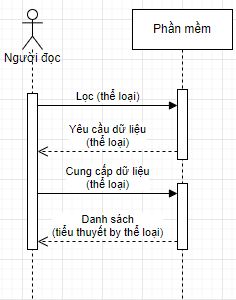 Người đọc
Phần mềm
Lọc (thể loại)
Yêu cầu dữ liệu
(thể loại)
Cung cấp dữ liệu
(thể loại)
Danh sách
(tiểu thuyết by thể loại)